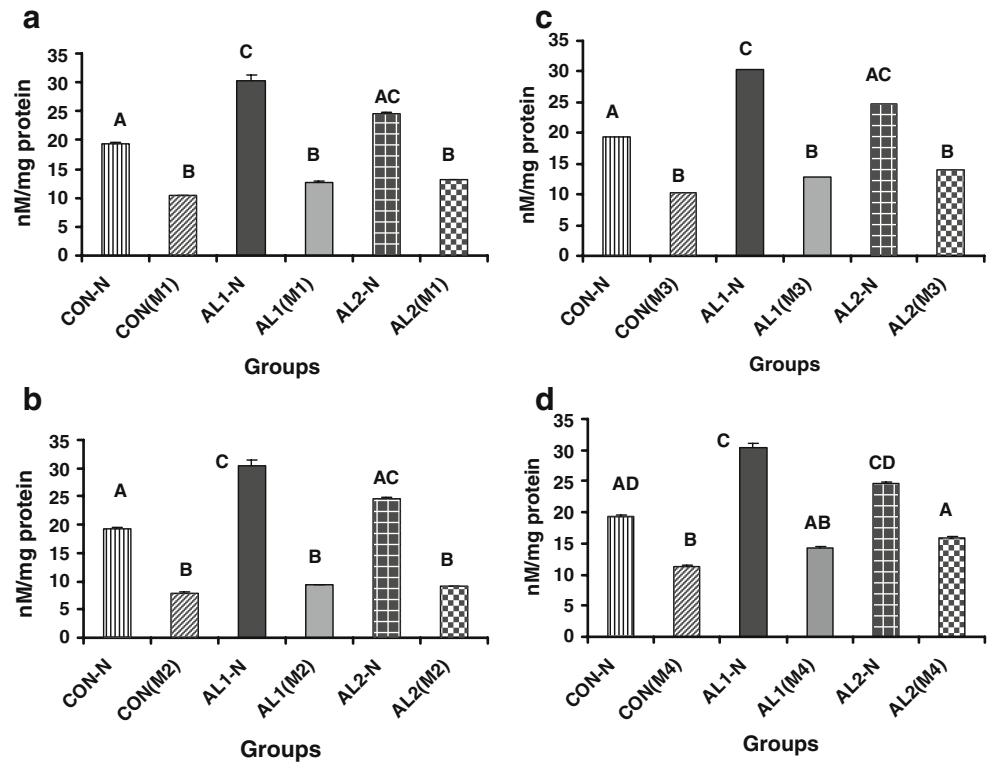 a
nM/mg protein
35
30
25
20
15
10
5
0
A
B
C
B
AC
B
CON-N
CON(M1)
AL1-N
AL1(M1)
AL2-N
AL2(M1)
Groups
c
nM/mg protein
35
30
25
20
15
10
5
0
A
B
C
B
AC
B
CON-N
CON(M3)
AL1-N
AL1(M3)
AL2-N
AL2(M3)
Groups
b
nM/mg protein
35
30
25
20
15
10
5
0
A
B
C
B
AC
B
CON-N
CON(M2)
AL1-N
AL1(M2)
AL2-N
AL2(M2)
Groups
d
nM/mg protein
35
30
25
20
15
10
5
0
AD
B
C
AB
CD
A
CON-N
CON(M4)
AL1-N
AL1(M4)
AL2-N
AL2(M4)
Groups